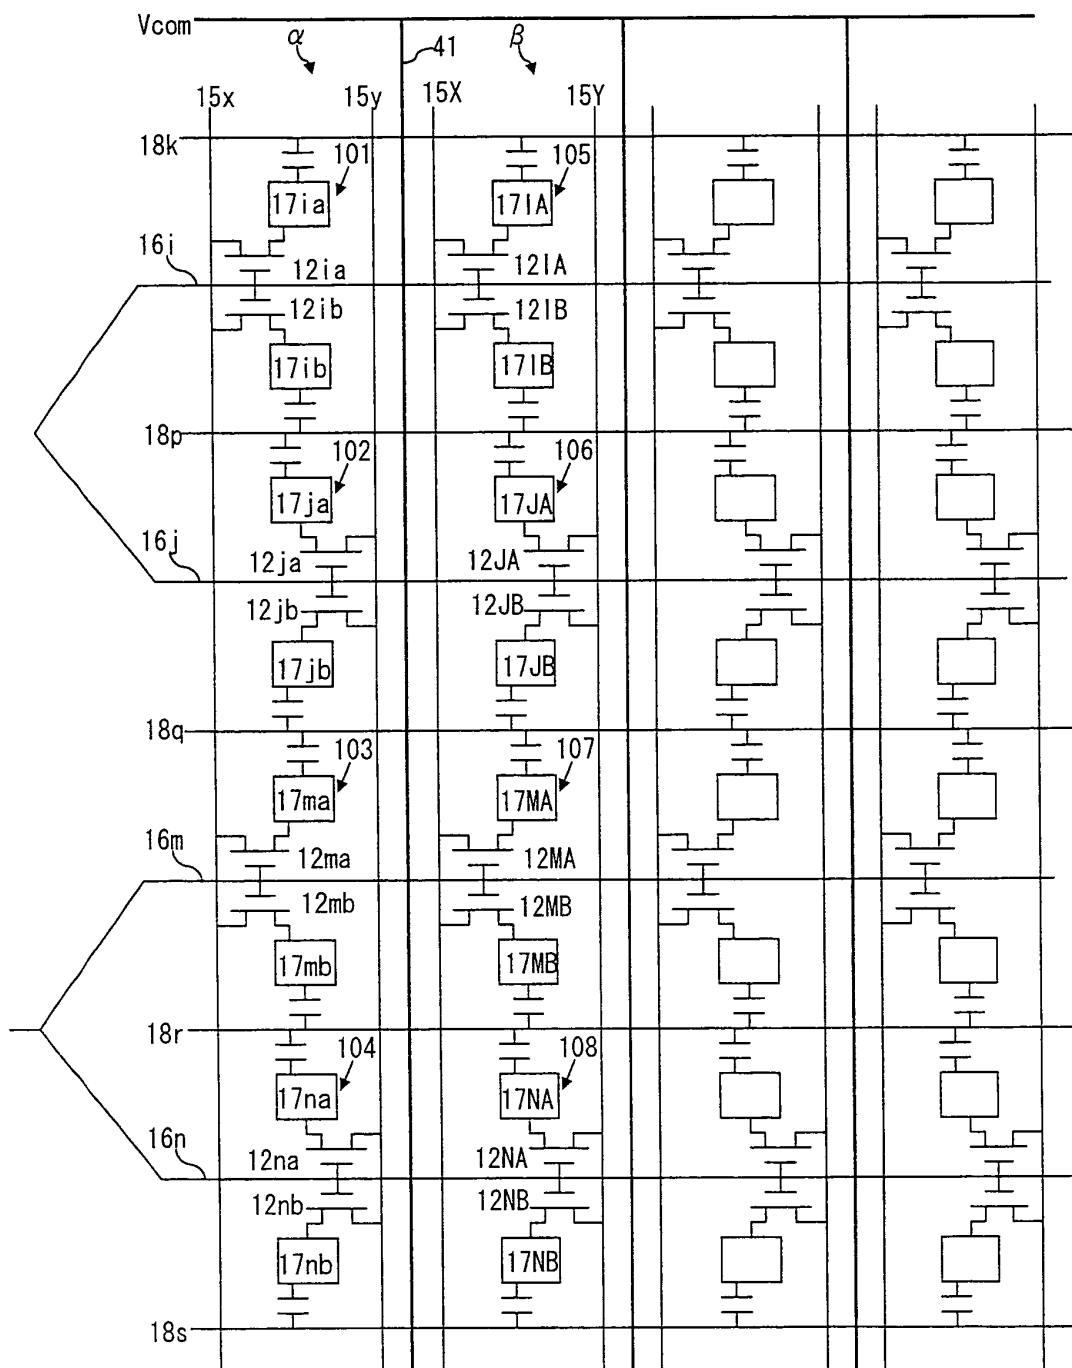 Vcom
α
41
β
15x
15y
15X
15Y
18k
101
105
17ia
17IA
16i
12ia
12IA
12ib
12IB
17ib
17IB
18p
102
106
17ja
17JA
16j
12ja
12JA
12jb
12JB
17jb
17JB
18q
103
107
17ma
17MA
16m
12ma
12MA
12mb
12MB
17mb
17MB
18r
104
108
17na
17NA
16n
12na
12NA
12nb
12NB
17nb
17NB
18s